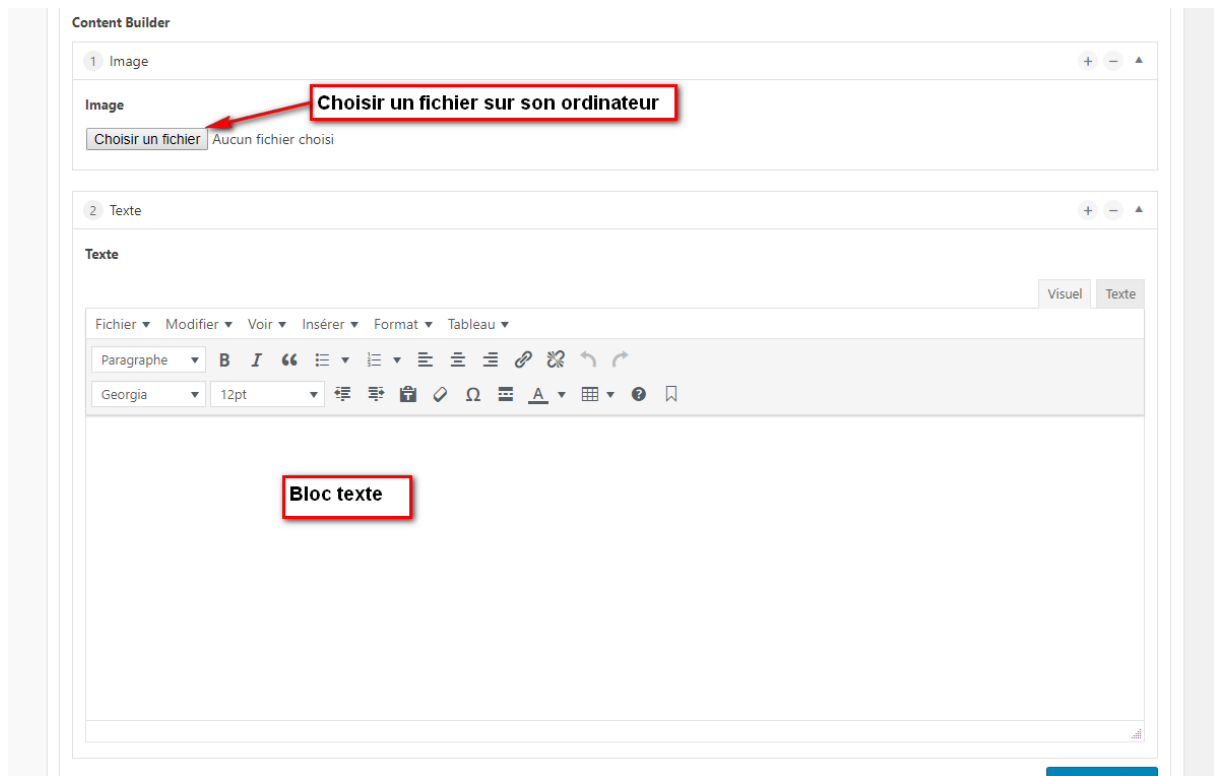 Content Builder
1 Image
Image
Choisir un fichier sur son ordinateur
Choisir un fichier Aucun fichier choisi
2 Texte
Texte
Visuel Texte
Fichier Modifier Voir Insérer Format Tableau
Paragraphe
Georgia 12pt
Bloc texte